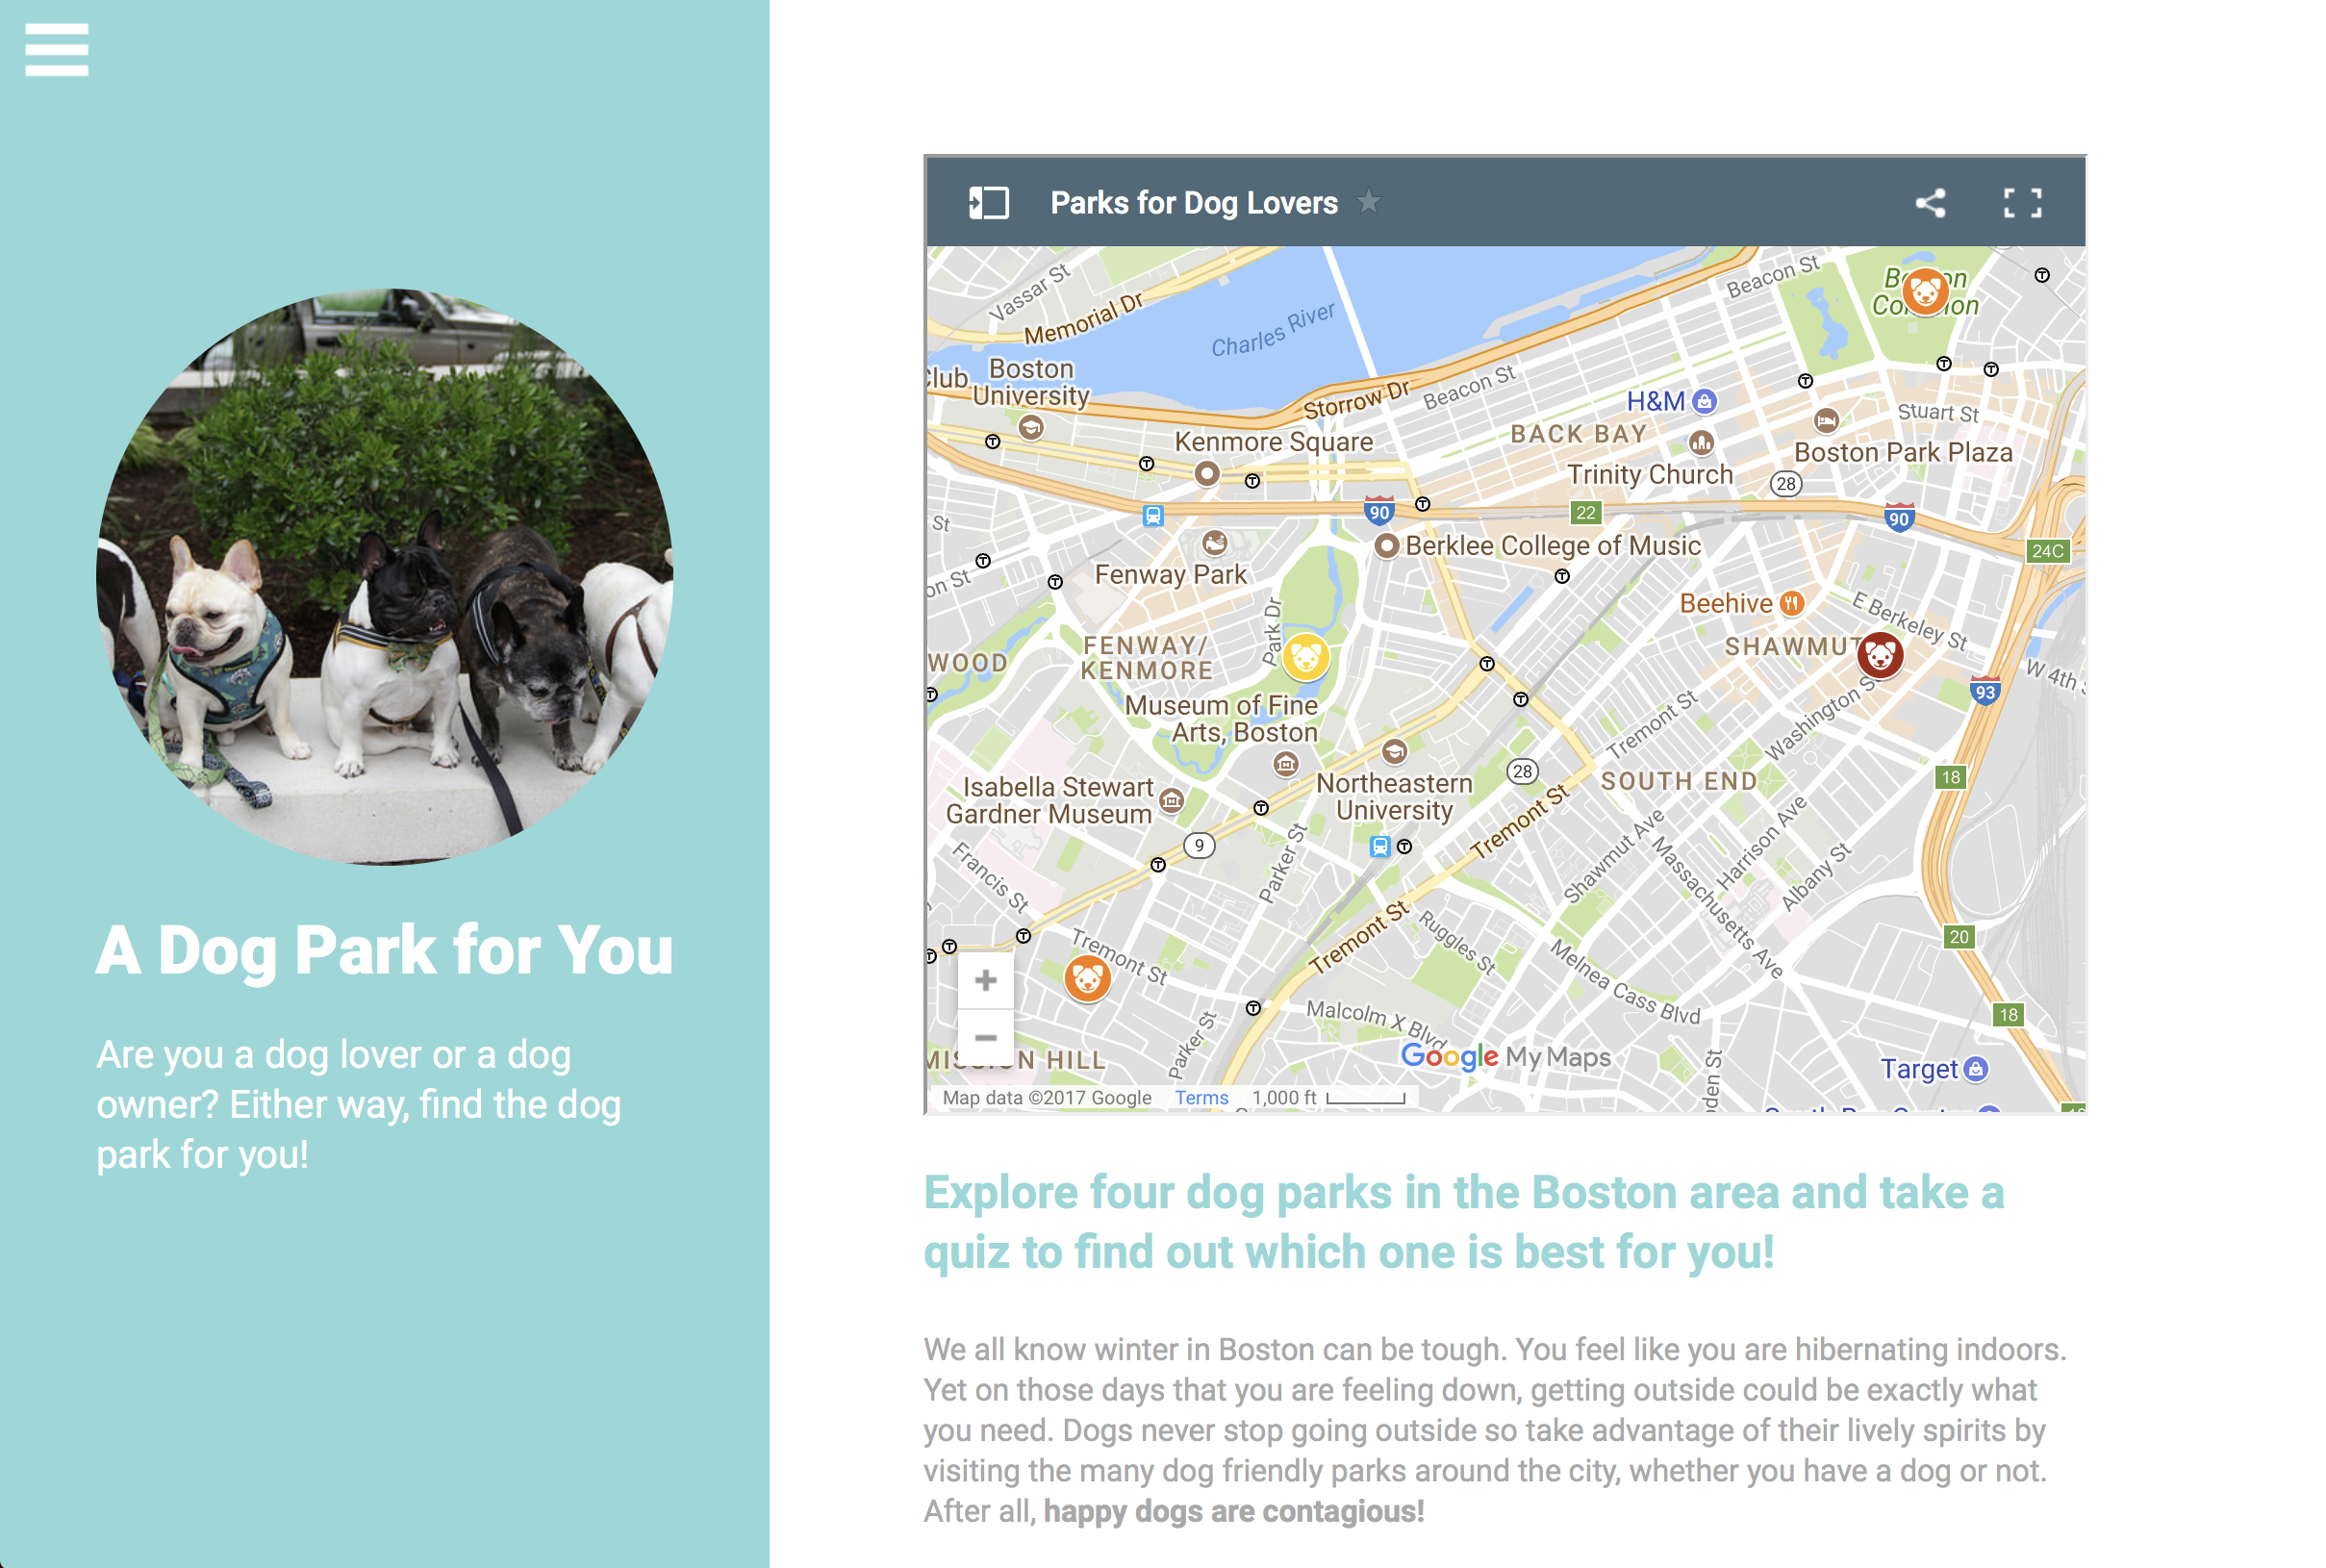 A Dog Park for You
Are you a dog lover or a dog
owner? Either way, find the dog
park for you!
Parks for Dog Lovers
Vassar St
Memorial Dr
Charles River
Beacon St
Boston
University
Storrow Dr
Beacon St
H&M
Stuart St
Kenmore Square
BACK BAY
Boston Park Plaza
Trinity Church
28
90
22
90
St
Berklee College of Music
24C
Fenway Park
on St
Beehive
E Berkeley St
Park Dr
FENWAY/
KENMORE
SHAWMUT
WOOD
W 4th S
93
Museum of Fine
Arts, Boston
Tremont St
Washington St
Isabella Stewart
Gardner Museum
Northeastern
University
28
SOUTH END
18
9
Tremont St
Parker St
Shawmut Ave
Harrison Ave
Massachusetts Ave
Albany St
Francis St
Tremont St
Tremont St
Ruggles St
Melnea Cass Blvd
20
Malcolm X Blvd
18
Parker St
HILL
Google My Maps
Target
Map data ©2017 Google Terms 1,000 ft
Explore four dog parks in the Boston area and take a
quiz to find out which one is best for you!
We all know winter in Boston can be tough. You feel like you are hibernating indoors.
Yet on those days that you are feeling down, getting outside could be exactly what
you need. Dogs never stop going outside so take advantage of their lively spirits by
visiting the many dog friendly parks around the city, whether you have a dog or not.
After all, happy dogs are contagious!